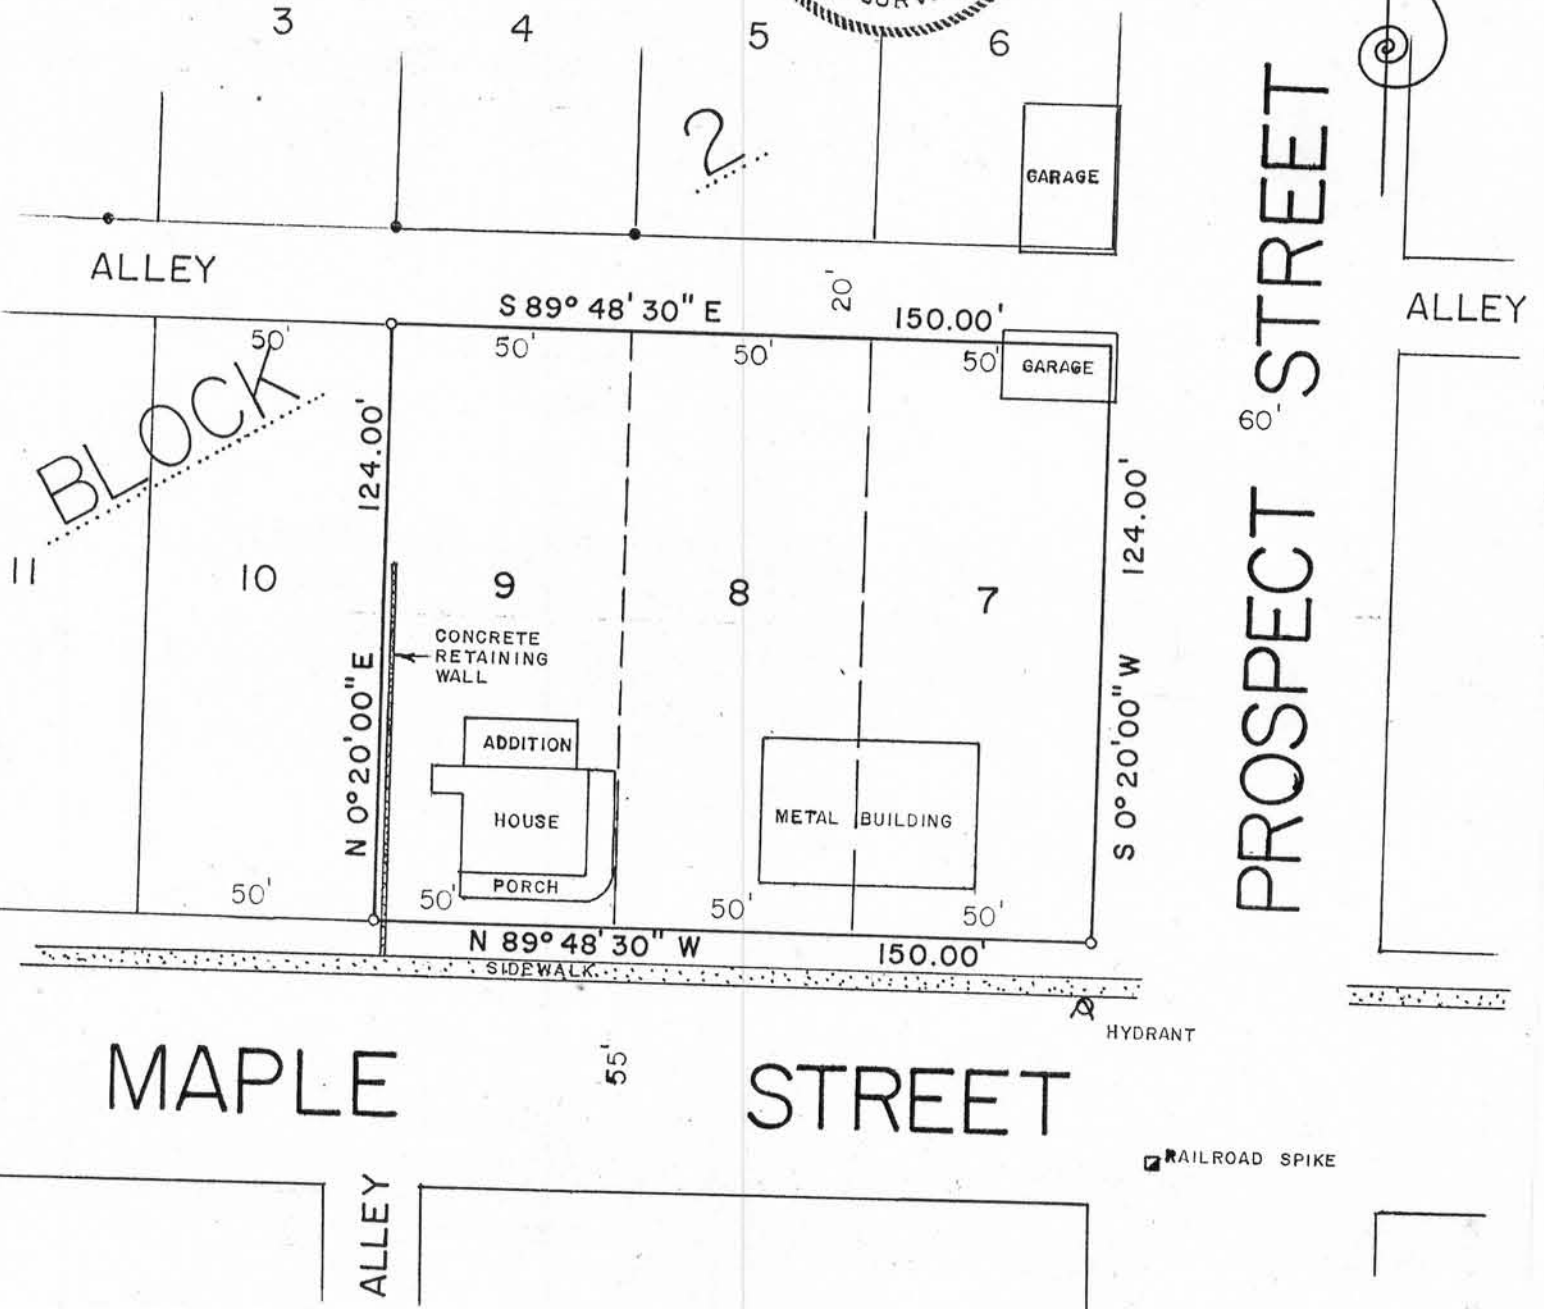 3
4
5
6
2
GARAGE
PROSPECT STREET
60'
ALLEY
ALLEY
S 89° 48' 30" E
20'
150.00'
50'
50'
50'
50'
GARAGE
BLOCK
124.00'
N 0° 20' 00" E
124.00'
S 0° 20' 00" W
11
10
9
8
7
CONCRETE
RETAINING
WALL
ADDITION
HOUSE
PORCH
METAL BUILDING
50'
50'
50'
50'
N 89° 48' 30" W
150.00'
SIDEWALK
HYDRANT
MAPLE STREET
55'
RAILROAD SPIKE
ALLEY